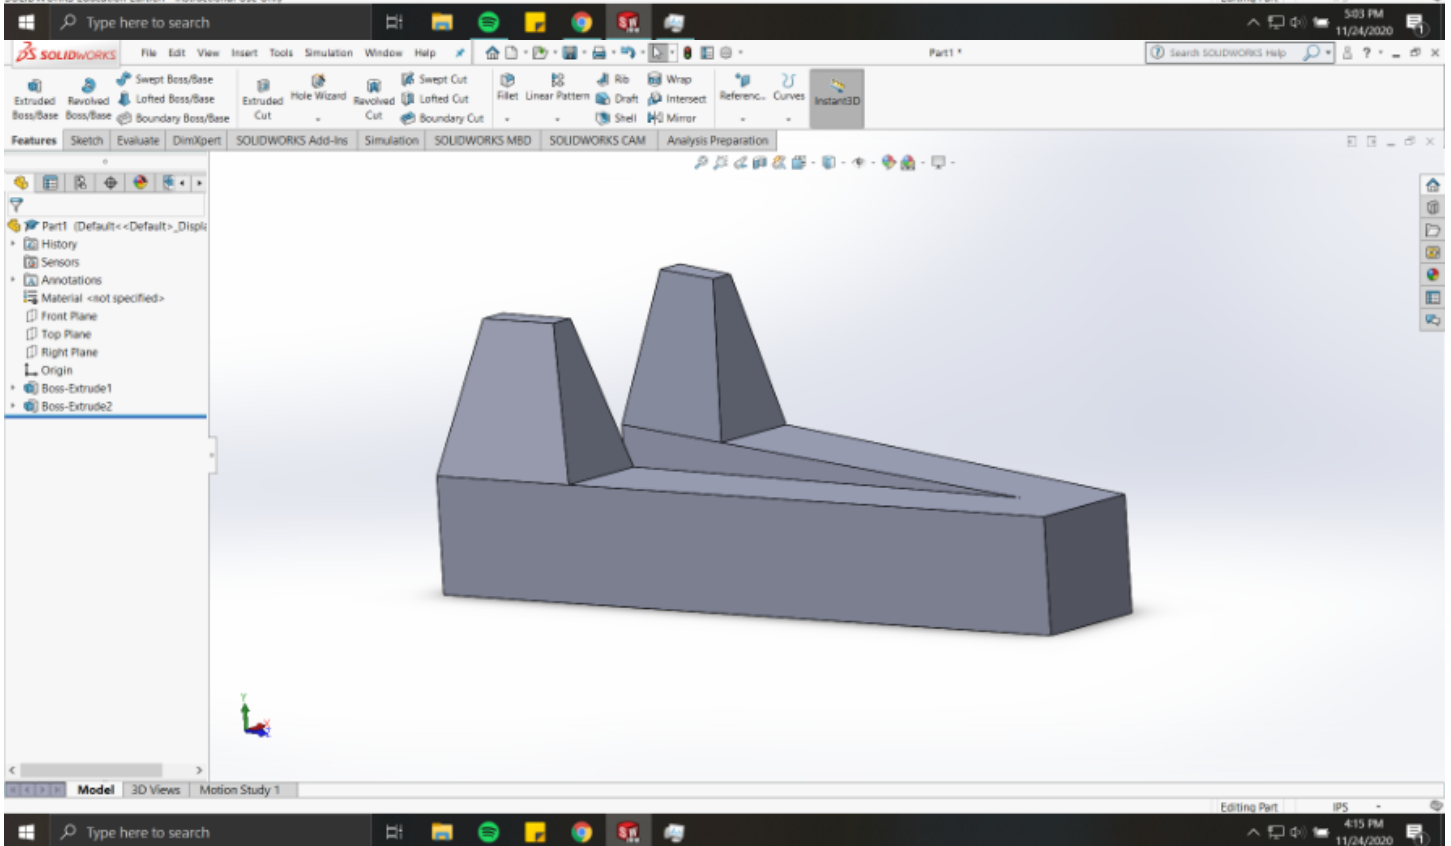 Type here to search
5:03 PM
11/24/2020
SOLIDWORKS File Edit View Insert Tools Simulation Window Help Part1 * Search SOLIDWORKS Help
Extruded Boss/Base Revolved Boss/Base
Swept Boss/Base
Lofted Boss/Base
Boundary Boss/Base
Extruded Cut Hole Wizard Revolved Cut
Swept Cut
Lofted Cut
Boundary Cut
Fillet Linear Pattern
Rib
Draft
Shell
Wrap
Intersect
Mirror
Referenc... Curves Instant3D
Features Sketch Evaluate DimXpert SOLIDWORKS Add-Ins Simulation SOLIDWORKS MBD SOLIDWORKS CAM Analysis Preparation
Part1 (Default<<Default>_Displa
History
Sensors
Annotations
Material <not specified>
Front Plane
Top Plane
Right Plane
Origin
Boss-Extrude1
Boss-Extrude2
Y
Model 3D Views Motion Study 1
Editing Part IPS -
Type here to search
4:15 PM
11/24/2020